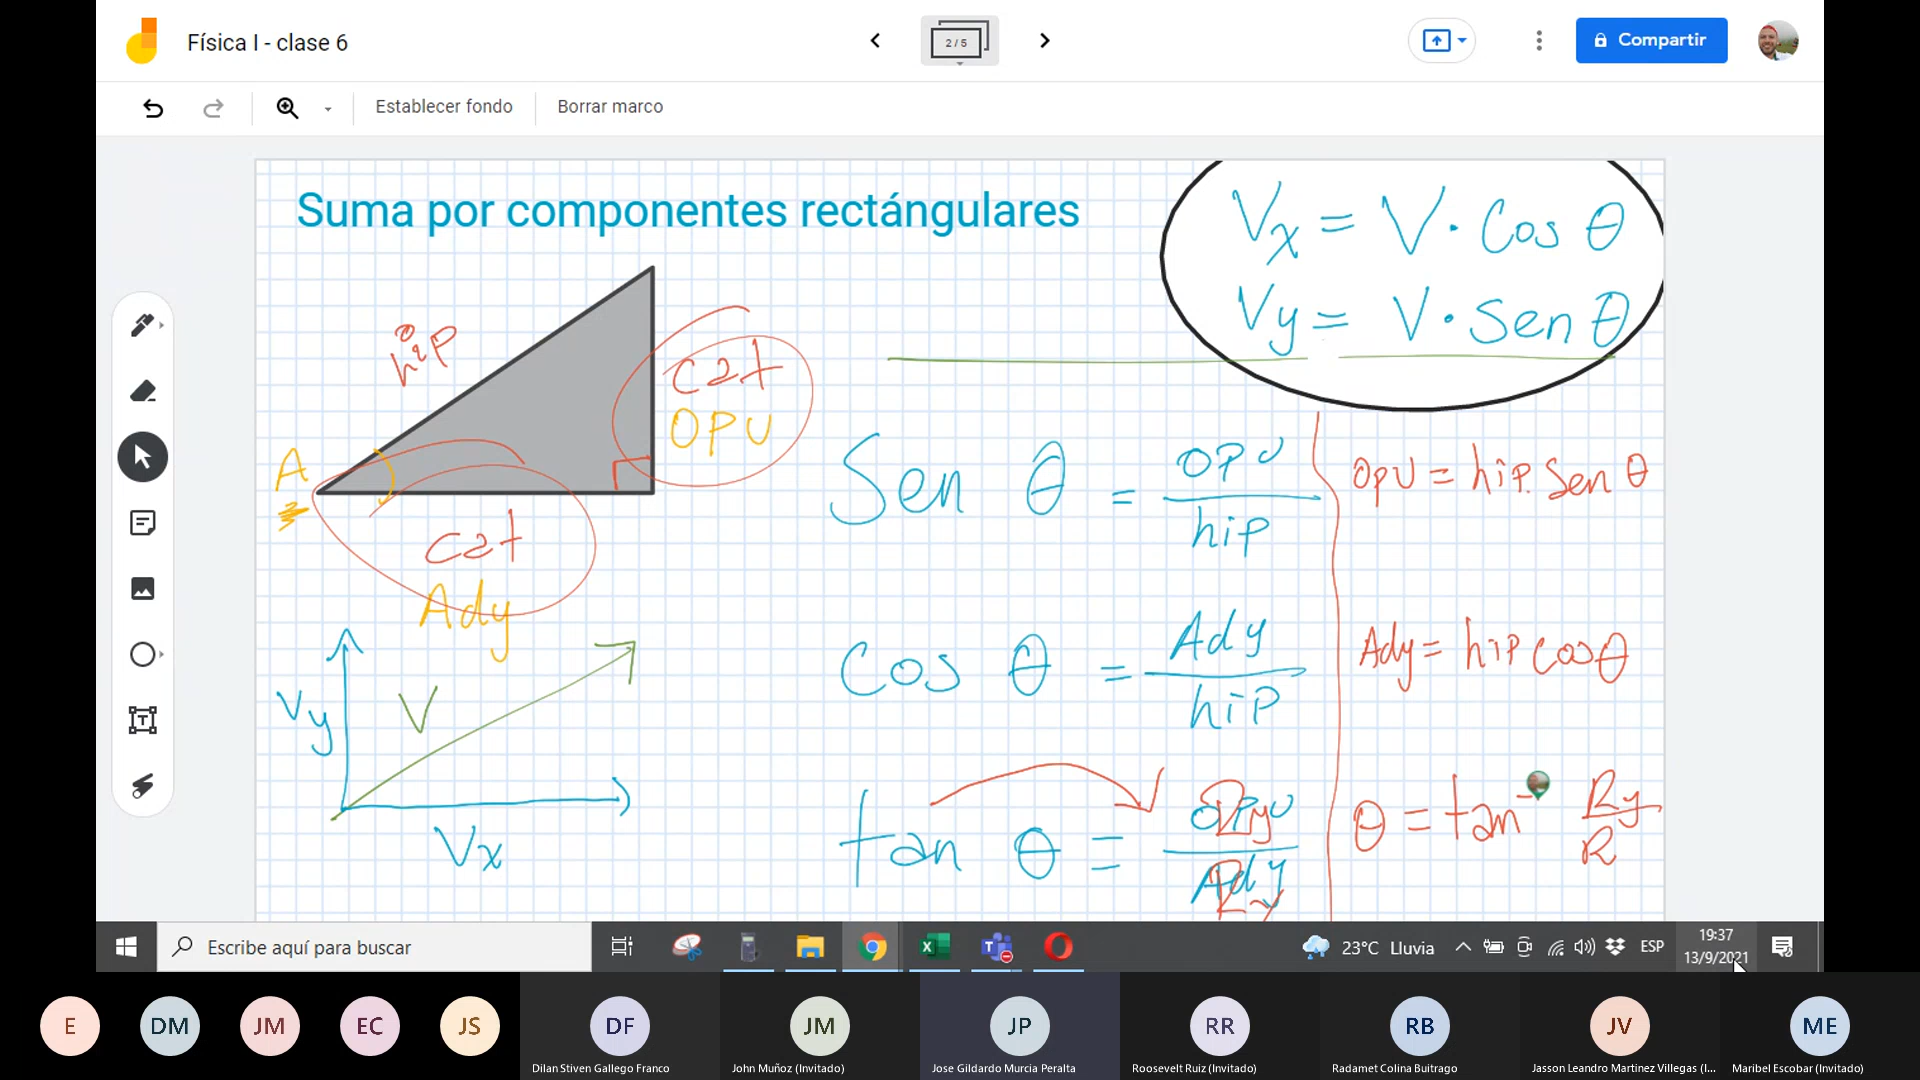 Física I - clase 6
2 / 5
Compartir
Establecer fondo
Borrar marco
Suma por componentes rectángulares
Vx = V · Cos θ
Vy = V · Sen θ
hip
cat
OPU
A
cat
Ady
Sen θ = OPU / hip
OPU = hip. Sen θ
Cos θ = Ady / hip
Ady = hip cos θ
Vy
V
Vx
tan θ = OPU / Ady
θ = tan⁻ Ry / R
Escribe aquí para buscar
23°C Lluvia
ESP
19:37
13/9/2021
E
DM
JM
EC
JS
DF
JM
JP
RR
RB
JV
ME
Dilan Stiven Gallego Franco
John Muñoz (Invitado)
Jose Gildardo Murcia Peralta
Roosevelt Ruiz (Invitado)
Radamet Colina Buitrago
Jasson Leandro Martinez Villegas (I...
Maribel Escobar (Invitado)